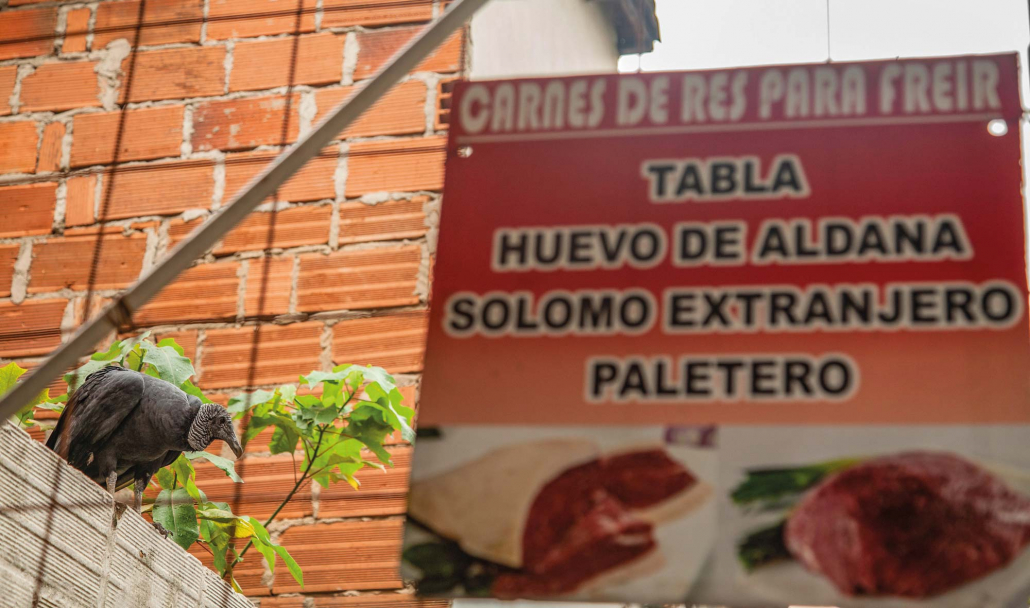 CARNES DE RES PARA FREIR
TABLA
HUEVO DE ALDANA
SOLOMO EXTRANJERO
PALETERO